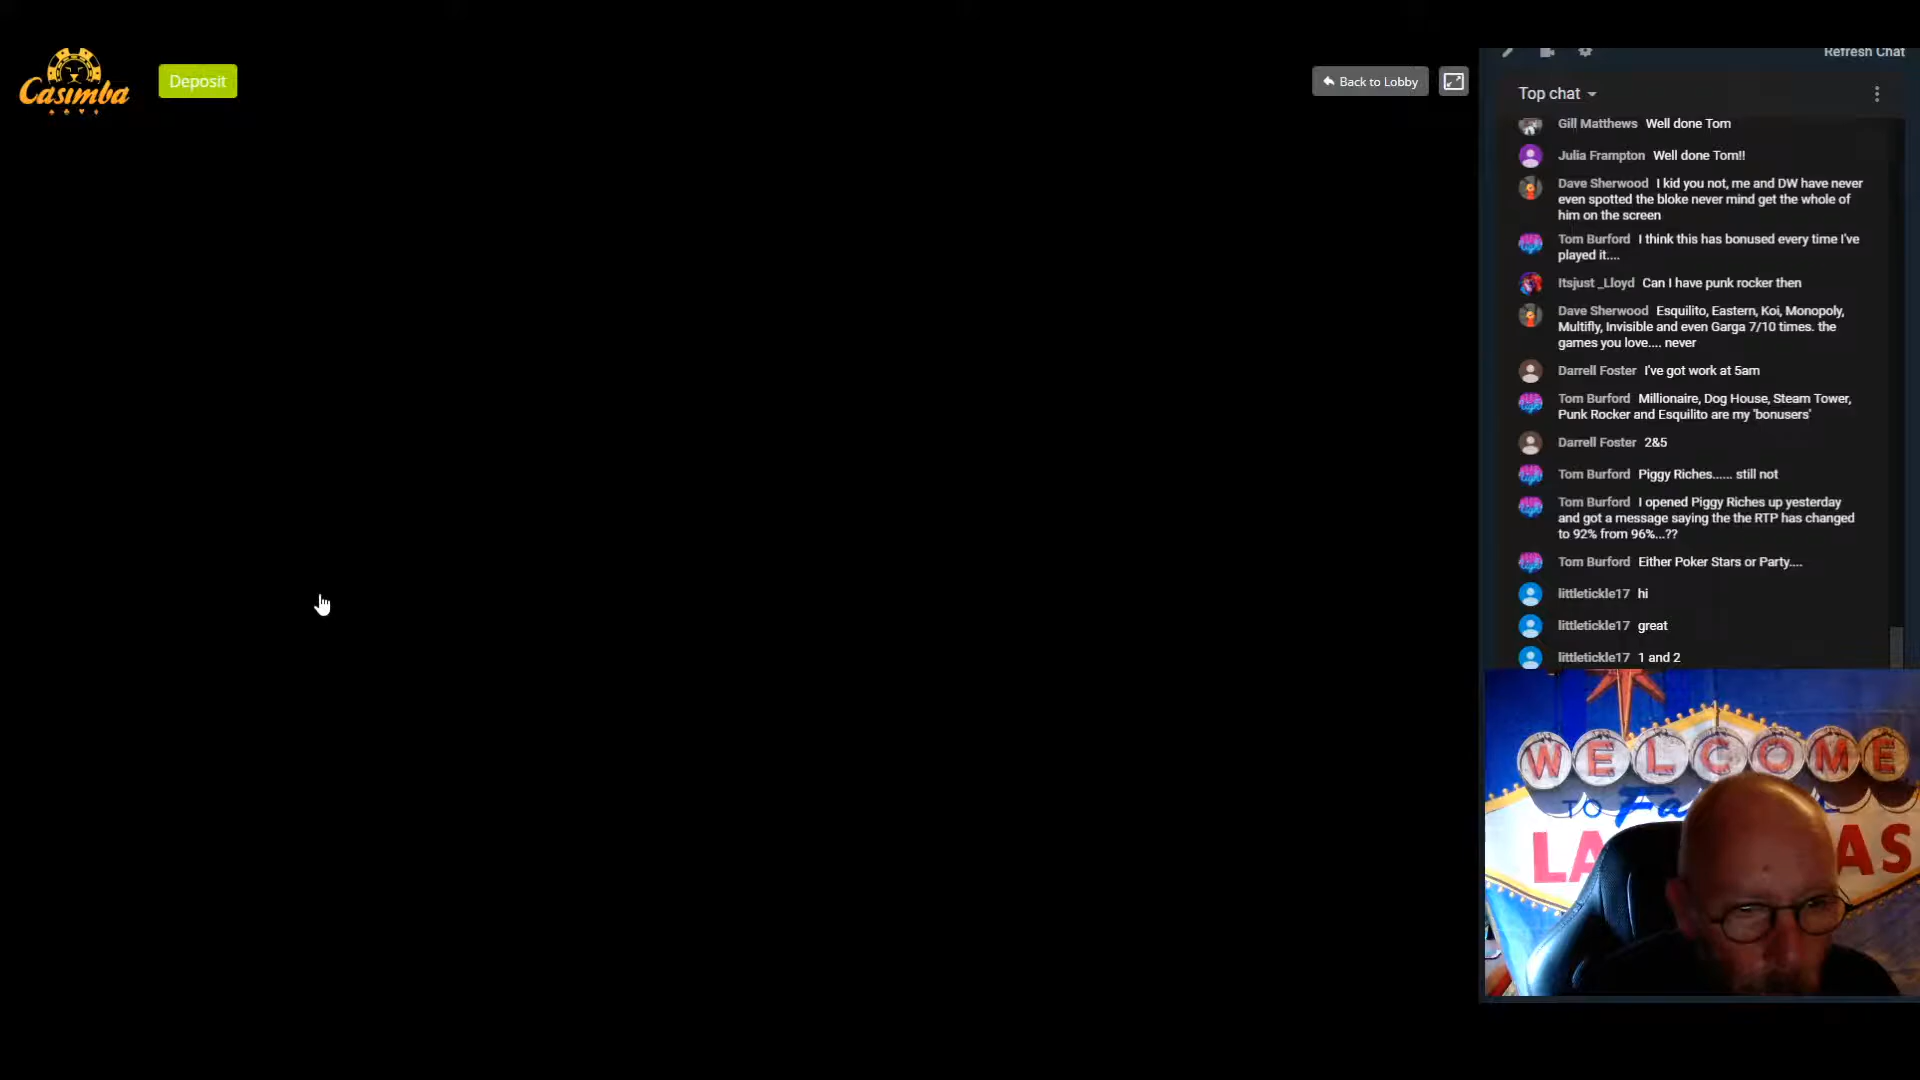 Casimba
Deposit
Back to Lobby
Refresh Chat
Top chat
Gill Matthews Well done Tom
Julia Frampton Well done Tom!!
Dave Sherwood I kid you not, me and DW have never
even spotted the bloke never mind get the whole of
him on the screen
Tom Burford I think this has bonused every time I've
played it....
Itsjust _Lloyd Can I have punk rocker then
Dave Sherwood Esquilito, Eastern, Koi, Monopoly,
Multifly, Invisible and even Garga 7/10 times. the
games you love.... never
Darrell Foster I've got work at 5am
Tom Burford Millionaire, Dog House, Steam Tower,
Punk Rocker and Esquilito are my 'bonusers'
Darrell Foster 2&5
Tom Burford Piggy Riches...... still not
Tom Burford I opened Piggy Riches up yesterday
and got a message saying the the RTP has changed
to 92% from 96%...??
Tom Burford Either Poker Stars or Party....
littletickle17 hi
littletickle17 great
littletickle17 1 and 2
WELCOME
TO Fa
LA AS